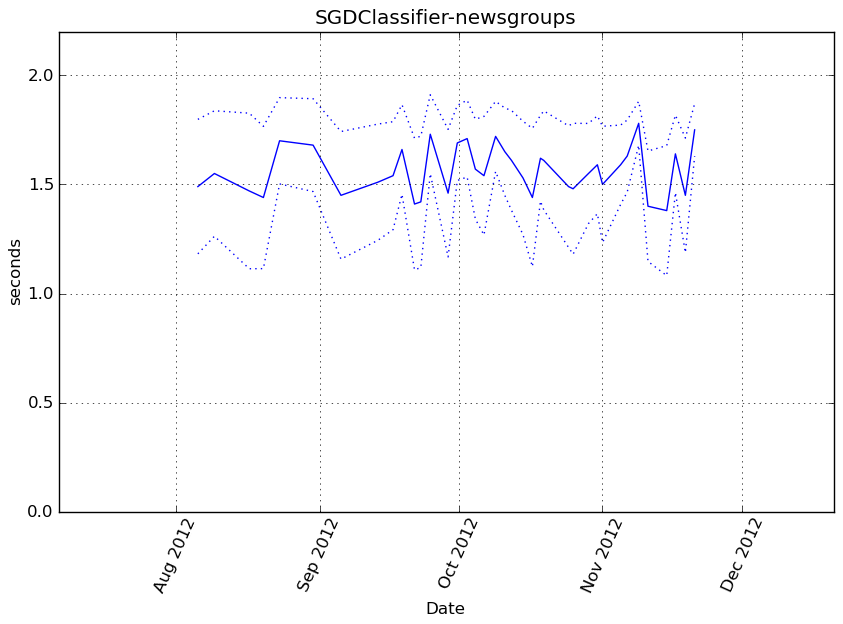 SGDClassifier-newsgroups
2.0
1.5
1.0
0.5
0.0
seconds
Aug 2012
Sep 2012
Oct 2012
Nov 2012
Dec 2012
Date